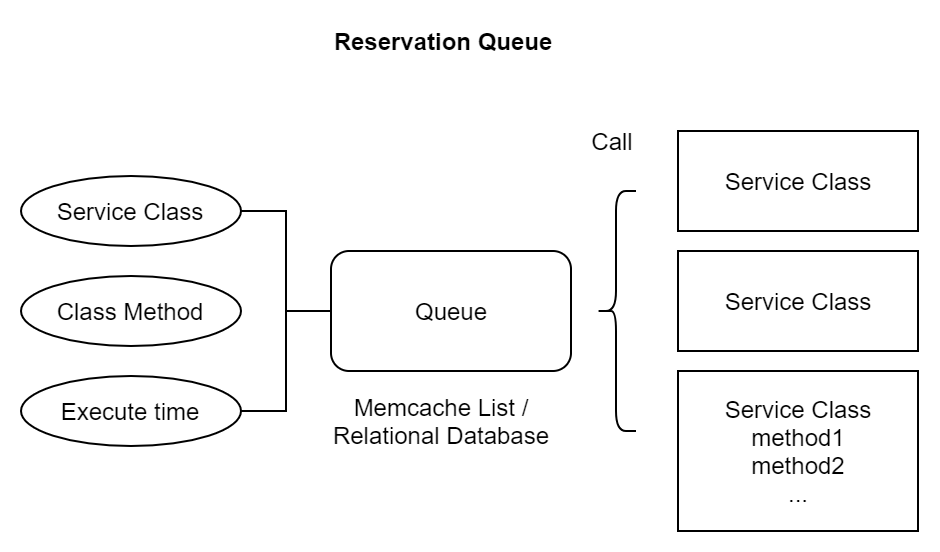 Reservation Queue
Service Class
Class Method
Execute time
Queue
Memcache List /
Relational Database
Call
Service Class
Service Class
Service Class
method1
method2
...